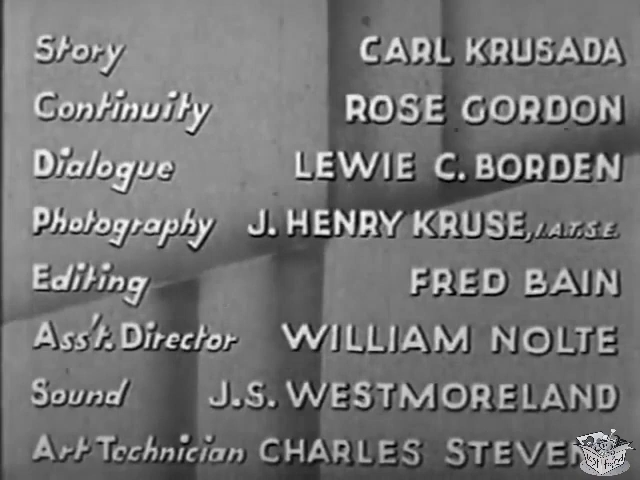 Story CARL KRUSADA
Continuity ROSE GORDON
Dialogue LEWIE C. BORDEN
Photography J. HENRY KRUSE, I.A.T.S.E.
Editing FRED BAIN
Ass't. Director WILLIAM NOLTE
Sound J.S. WESTMORELAND
Art Technician CHARLES